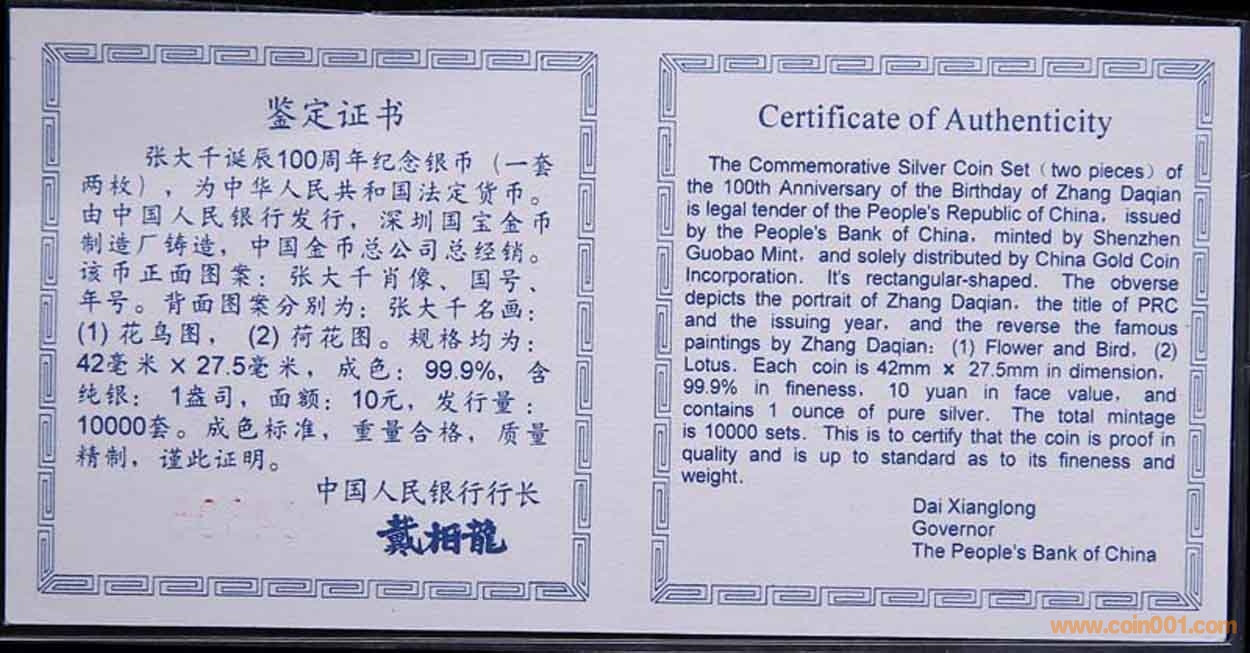 鉴定证书
张大千诞辰100周年纪念银币（一套
两枚），为中华人民共和国法定货币。
由中国人民银行发行，深圳国宝金币
制造厂铸造，中国金币总公司总经销。
该币正面图案：张大千肖像、国号、
年号。背面图案分别为：张大千名画：
(1) 花鸟图，(2) 荷花图。规格均为：
42毫米 X 27.5毫米，成色：99.9%，含
纯银：1盎司，面额：10元，发行量：
10000套。成色标准，重量合格，质量
精制，谨此证明。
中国人民银行行长
戴相龍
Certificate of Authenticity
The Commemorative Silver Coin Set（two pieces）of
the 100th Anniversary of the Birthday of Zhang Daqian
is legal tender of the People's Republic of China, issued
by the People's Bank of China, minted by Shenzhen
Guobao Mint, and solely distributed by China Gold Coin
Incorporation. It's rectangular-shaped. The obverse
depicts the portrait of Zhang Daqian, the title of PRC
and the issuing year, and the reverse the famous
paintings by Zhang Daqian: (1) Flower and Bird, (2)
Lotus. Each coin is 42mm x 27.5mm in dimension,
99.9% in fineness, 10 yuan in face value, and
contains 1 ounce of pure silver. The total mintage
is 10000 sets. This is to certify that the coin is proof in
quality and is up to standard as to its fineness and
weight.
Dai Xianglong
Governor
The People's Bank of China
www.coin001.com